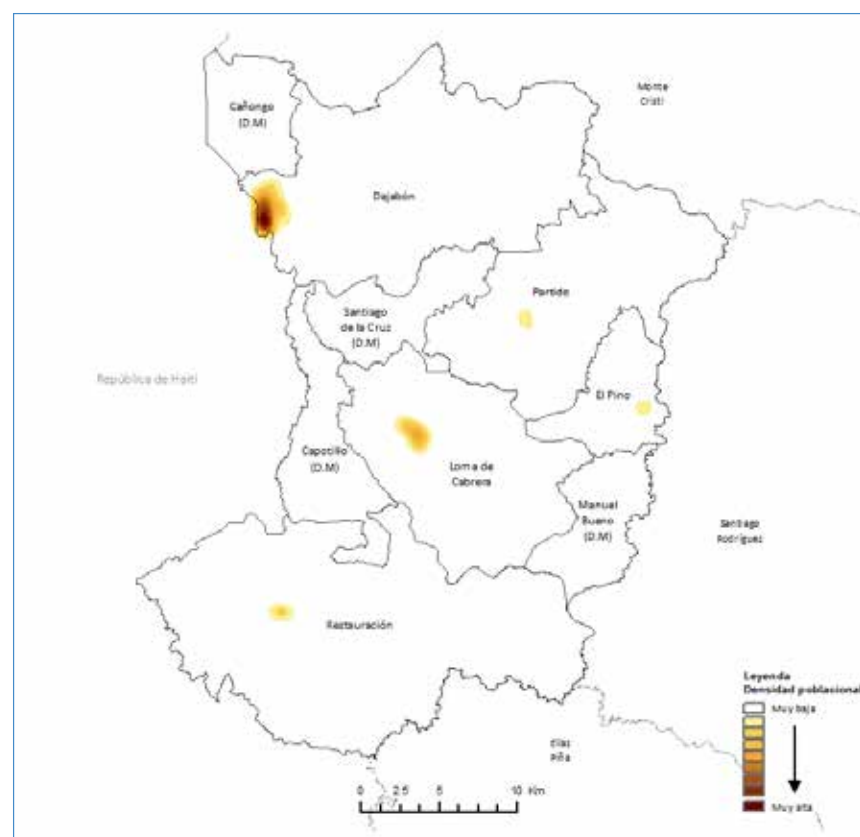 Monte
Cristi
Cañongo
(D.M)
Dajabón
Partido
Santiago
de la Cruz
(D.M)
República de Haití
El Pino
Capotillo
(D.M)
Loma de
Cabrera
Manual
Bueno
(D.M)
Santiago
Rodríguez
Restauración
Elías
Piña
Leyenda
Densidad poblacional
Muy baja
Muy alta
0 2.5 5 10 Km